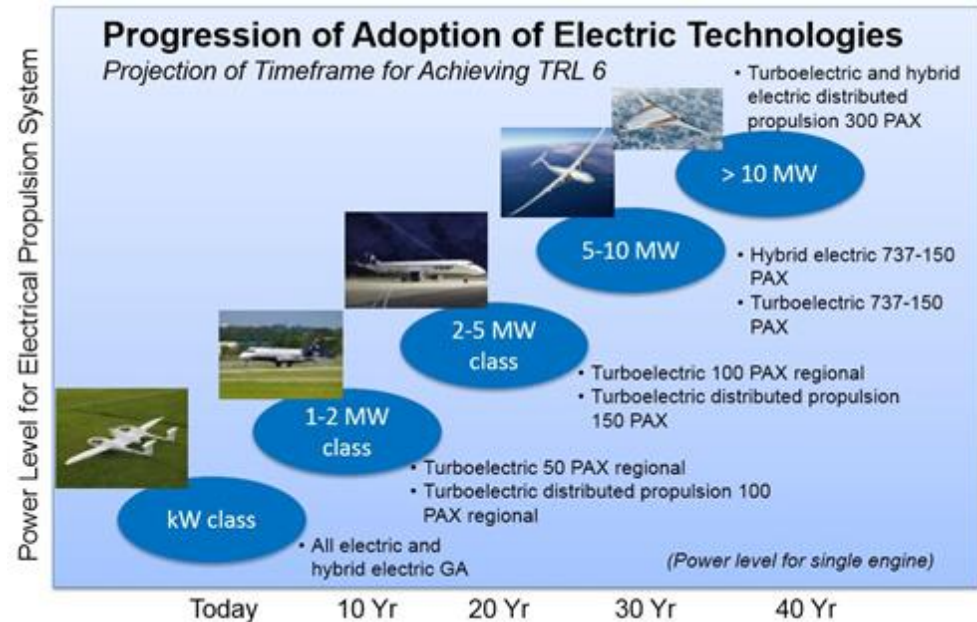 Progression of Adoption of Electric Technologies
Projection of Timeframe for Achieving TRL 6
Power Level for Electrical Propulsion System
• Turboelectric and hybrid
electric distributed
propulsion 300 PAX
> 10 MW
5-10 MW
• Hybrid electric 737-150
PAX
• Turboelectric 737-150
PAX
2-5 MW
class
• Turboelectric 100 PAX regional
• Turboelectric distributed propulsion
150 PAX
1-2 MW
class
• Turboelectric 50 PAX regional
• Turboelectric distributed propulsion 100
PAX regional
kW class
• All electric and
hybrid electric GA
(Power level for single engine)
Today 10 Yr 20 Yr 30 Yr 40 Yr